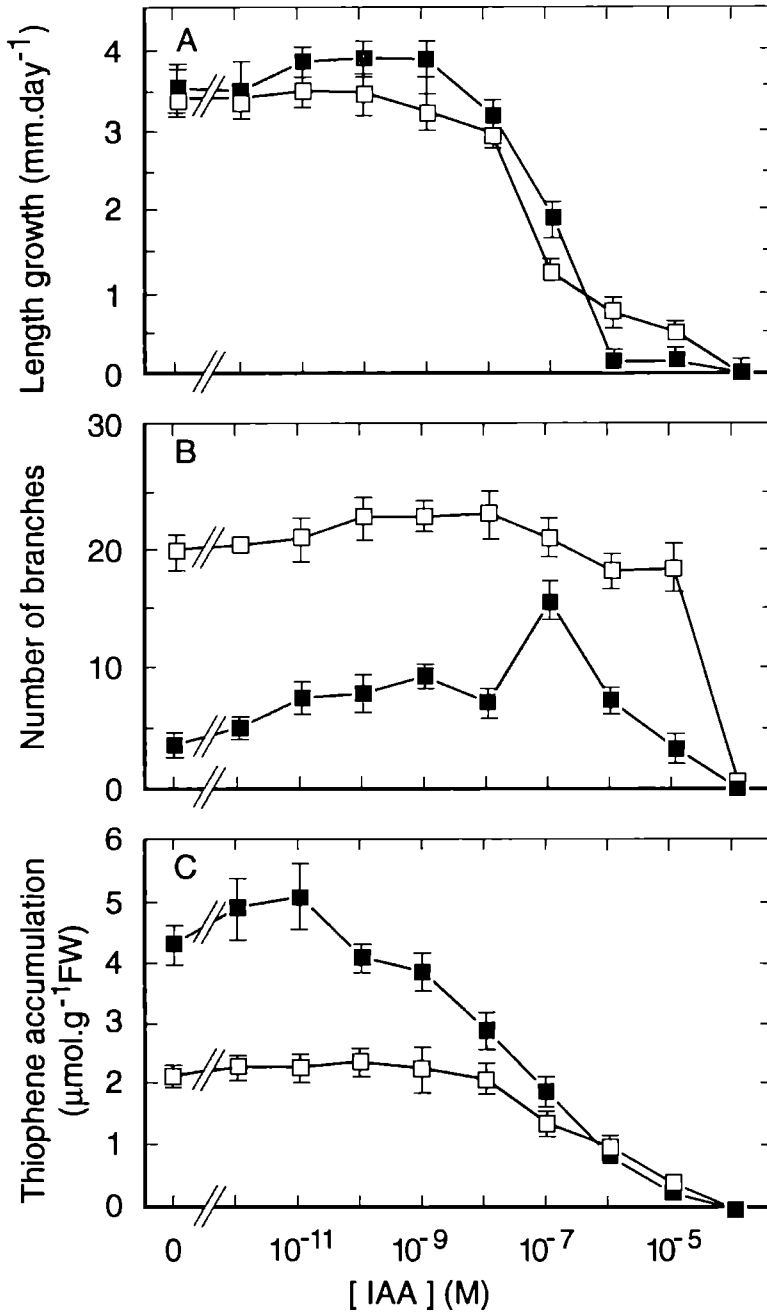 A
Length growth (mm.day⁻¹)
4
3
2
1
0
B
Number of branches
30
20
10
0
C
Thiophene accumulation
(μmol.g⁻¹FW)
6
5
4
3
2
1
0
0 10⁻¹¹ 10⁻⁹ 10⁻⁷ 10⁻⁵
[ IAA ] (M)